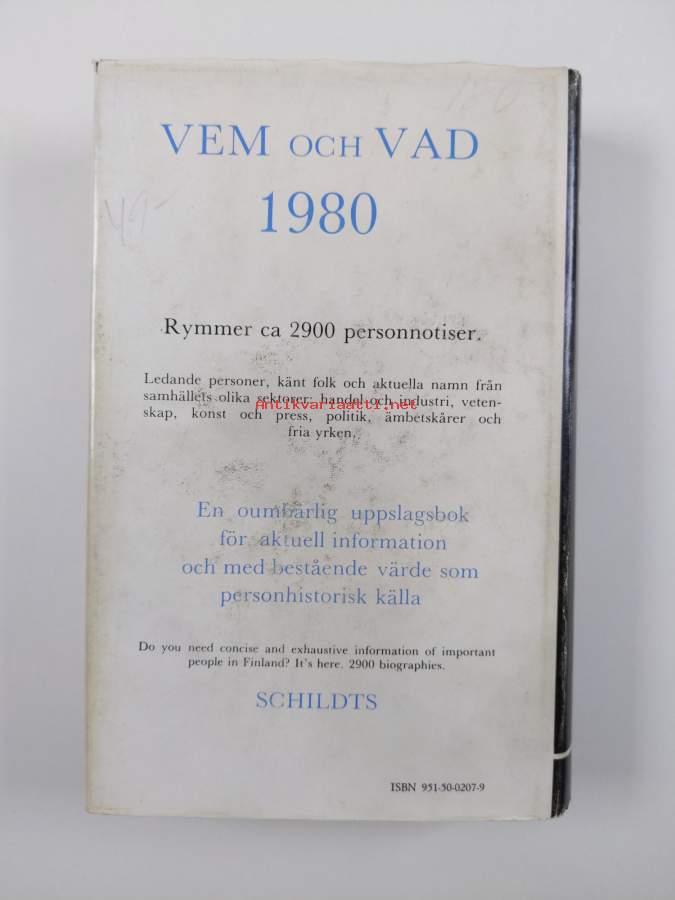 VEM OCH VAD
1980
49-
Rymmer ca 2900 personnotiser.
Ledande personer, känt folk och aktuella namn från
samhällets olika sektorer: handel och industri, veten-
Antikvariaatti.net
skap, konst och press, politik, ämbetskårer och
fria yrken.
En oumbärlig uppslagsbok
för aktuell information
och med bestående värde som
personhistorisk källa
Do you need concise and exhaustive information of important
people in Finland? It's here. 2900 biographies.
SCHILDTS
ISBN 951-50-0207-9